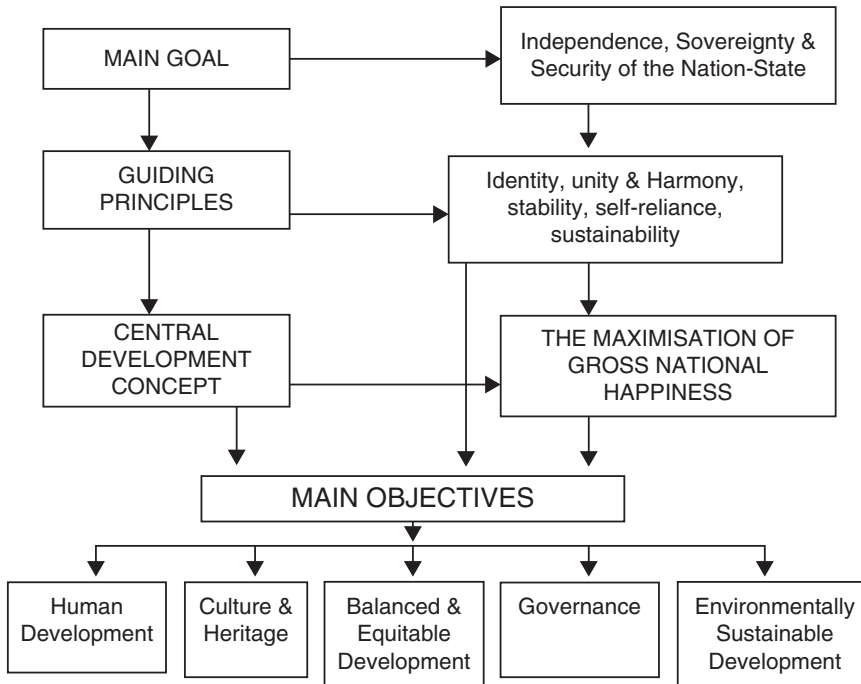 MAIN GOAL
Independence, Sovereignty &
Security of the Nation-State
GUIDING
PRINCIPLES
Identity, unity & Harmony,
stability, self-reliance,
sustainability
CENTRAL
DEVELOPMENT
CONCEPT
THE MAXIMISATION OF
GROSS NATIONAL
HAPPINESS
MAIN OBJECTIVES
Human
Development
Culture &
Heritage
Balanced &
Equitable
Development
Governance
Environmentally
Sustainable
Development